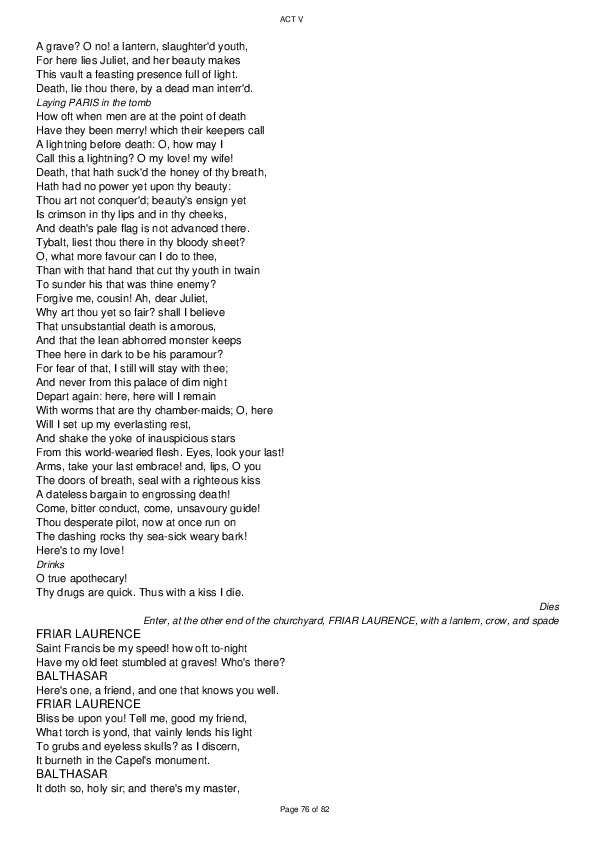 ACT V
A grave? O no! a lantern, slaughter'd youth,
For here lies Juliet, and her beauty makes
This vault a feasting presence full of light.
Death, lie thou there, by a dead man interr'd.
Laying PARIS in the tomb
How oft when men are at the point of death
Have they been merry! which their keepers call
A lightning before death: O, how may I
Call this a lightning? O my love! my wife!
Death, that hath suck'd the honey of thy breath,
Hath had no power yet upon thy beauty:
Thou art not conquer'd; beauty's ensign yet
Is crimson in thy lips and in thy cheeks,
And death's pale flag is not advanced there.
Tybalt, liest thou there in thy bloody sheet?
O, what more favour can I do to thee,
Than with that hand that cut thy youth in twain
To sunder his that was thine enemy?
Forgive me, cousin! Ah, dear Juliet,
Why art thou yet so fair? shall I believe
That unsubstantial death is amorous,
And that the lean abhorred monster keeps
Thee here in dark to be his paramour?
For fear of that, I still will stay with thee;
And never from this palace of dim night
Depart again: here, here will I remain
With worms that are thy chamber-maids; O, here
Will I set up my everlasting rest,
And shake the yoke of inauspicious stars
From this world-wearied flesh. Eyes, look your last!
Arms, take your last embrace! and, lips, O you
The doors of breath, seal with a righteous kiss
A dateless bargain to engrossing death!
Come, bitter conduct, come, unsavoury guide!
Thou desperate pilot, now at once run on
The dashing rocks thy sea-sick weary bark!
Here's to my love!
Drinks
O true apothecary!
Thy drugs are quick. Thus with a kiss I die.
Dies
Enter, at the other end of the churchyard, FRIAR LAURENCE, with a lantern, crow, and spade
FRIAR LAURENCE
Saint Francis be my speed! how oft to-night
Have my old feet stumbled at graves! Who's there?
BALTHASAR
Here's one, a friend, and one that knows you well.
FRIAR LAURENCE
Bliss be upon you! Tell me, good my friend,
What torch is yond, that vainly lends his light
To grubs and eyeless skulls? as I discern,
It burneth in the Capel's monument.
BALTHASAR
It doth so, holy sir; and there's my master,
Page 76 of 82